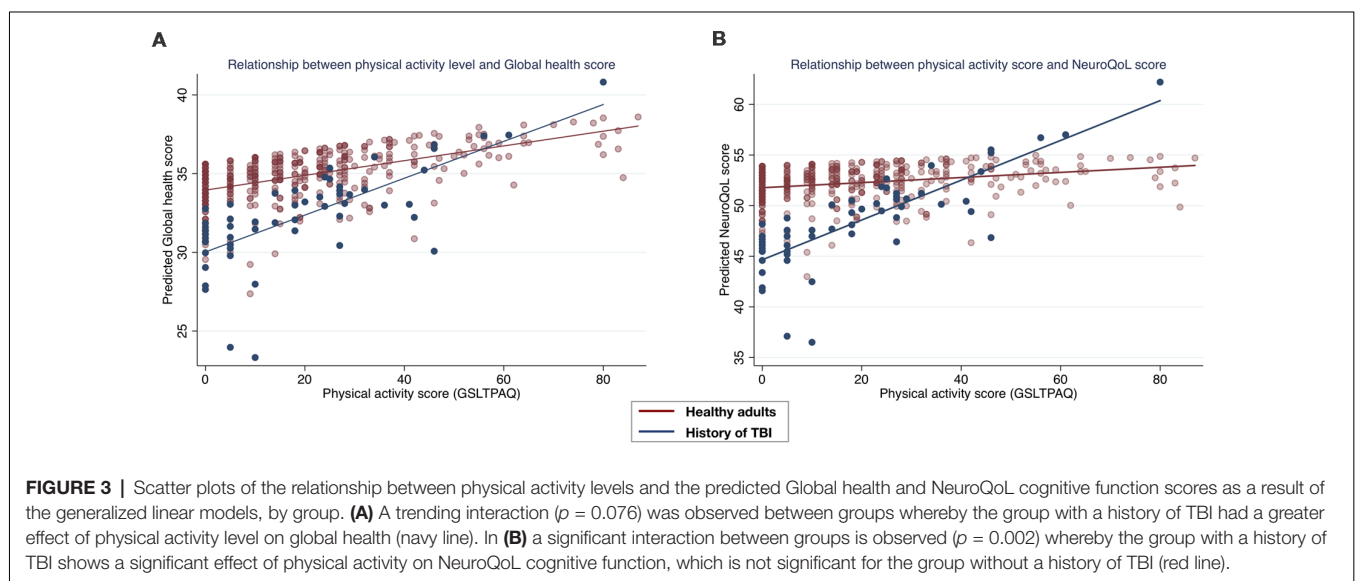 A
Relationship between physical activity level and Global health score
Predicted Global health score
40
35
30
25
0 20 40 60 80
Physical activity score (GSLTPAQ)
B
Relationship between physical activity score and NeuroQoL score
Predicted NeuroQoL score
60
55
50
45
40
35
0 20 40 60 80
Physical activity score (GSLTPAQ)
Healthy adults
History of TBI
FIGURE 3 | Scatter plots of the relationship between physical activity levels and the predicted Global health and NeuroQoL cognitive function scores as a result of
the generalized linear models, by group. (A) A trending interaction (p = 0.076) was observed between groups whereby the group with a history of TBI had a greater
effect of physical activity level on global health (navy line). In (B) a significant interaction between groups is observed (p = 0.002) whereby the group with a history of
TBI shows a significant effect of physical activity on NeuroQoL cognitive function, which is not significant for the group without a history of TBI (red line).